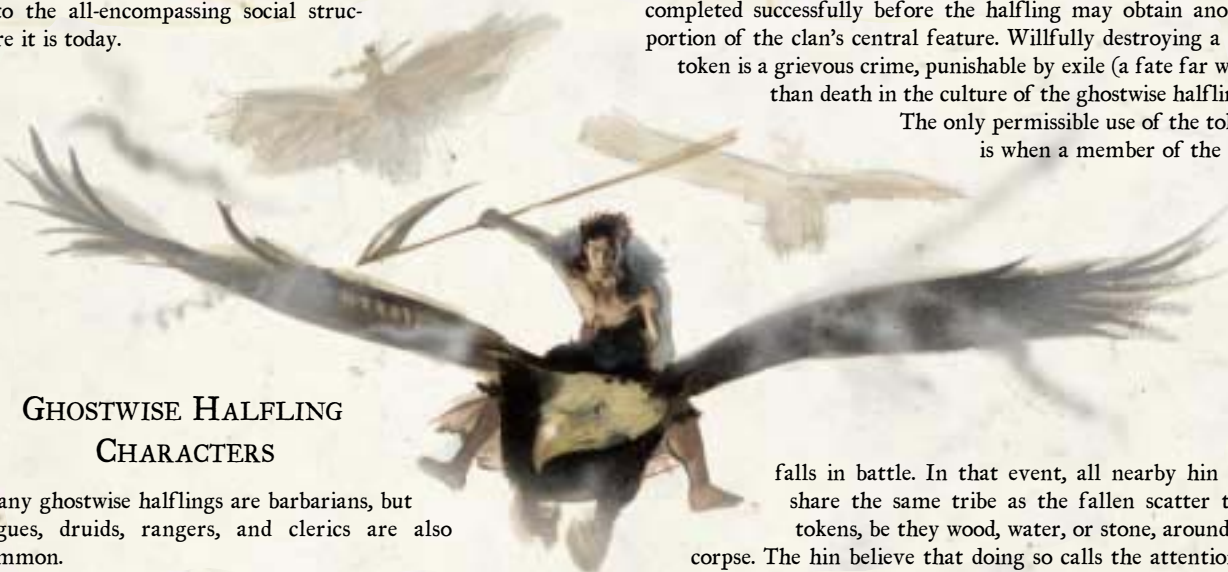 to the all-encompassing social struc-
re it is today.
GHOSTWISE HALFLING
CHARACTERS
any ghostwise halflings are barbarians, but
gues, druids, rangers, and clerics are also
mmon.
completed successfully before the halfling may obtain ano
portion of the clan's central feature. Willfully destroying a
token is a grievous crime, punishable by exile (a fate far w
than death in the culture of the ghostwise halflin
The only permissible use of the to
is when a member of the
falls in battle. In that event, all nearby hin
share the same tribe as the fallen scatter t
tokens, be they wood, water, or stone, around
corpse. The hin believe that doing so calls the attention